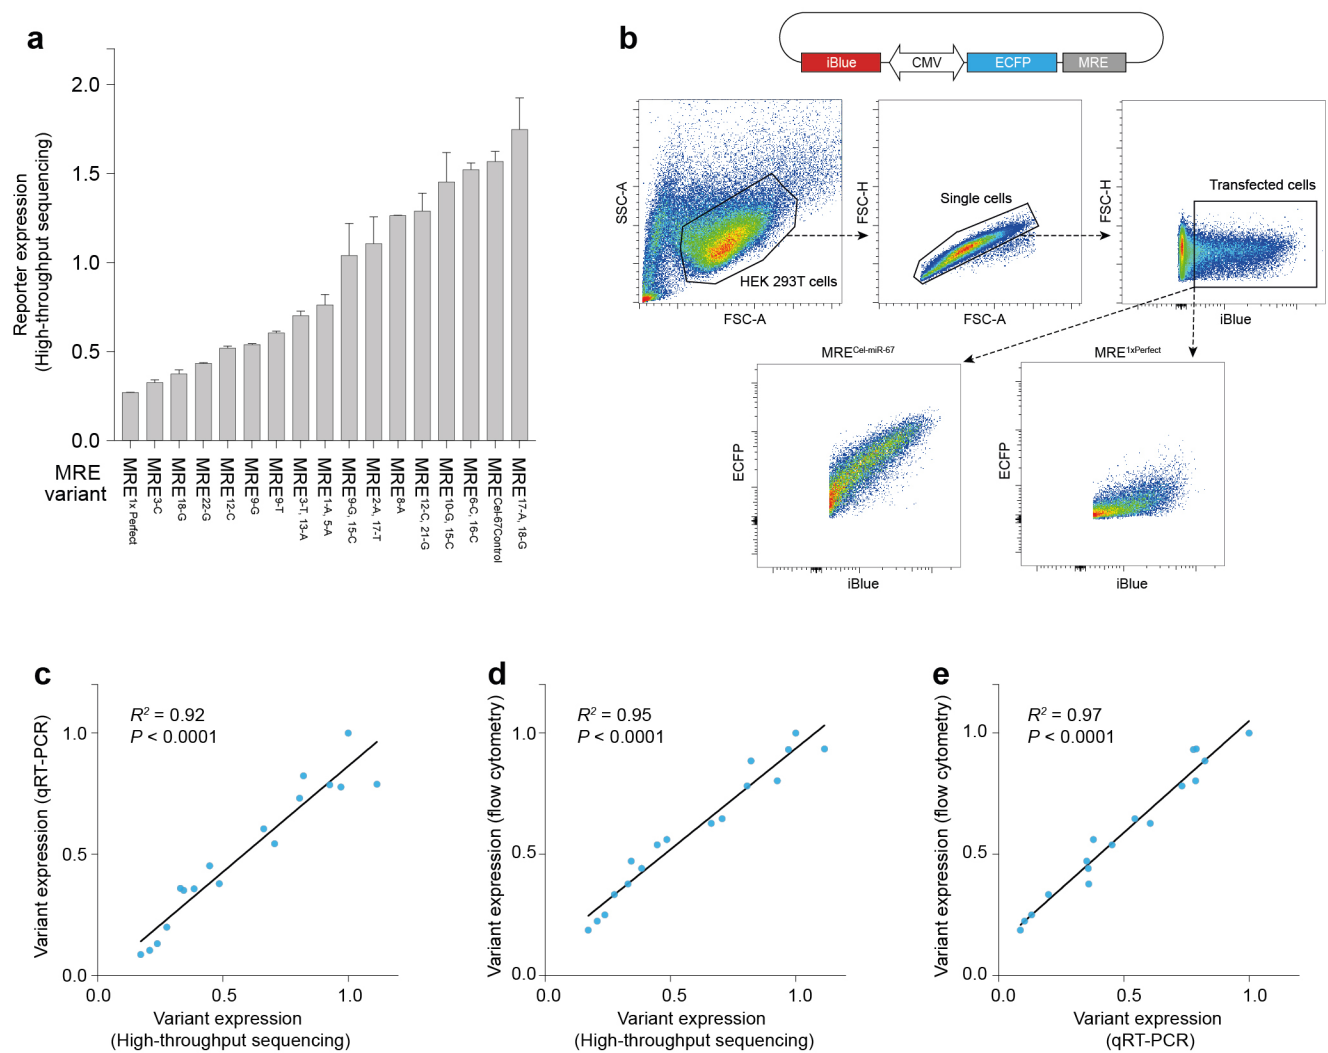 a
2.0
1.5
1.0
0.5
0.0
Reporter expression
(High-throughput sequencing)
MRE
variant
MRE1x Perfect
MRE3-C
MRE18-G
MRE22-G
MRE12-C
MRE9-G
MRE9-T
MRE3-T, 13-A
MRE1-A, 5-A
MRE9-G, 15-C
MRE2-A, 17-T
MRE8-A
MRE12-C, 21-G
MRE10-G, 15-C
MRE6-C, 16-C
MRECel-67Control
MRE17-A, 18-G
b
iBlue
CMV
ECFP
MRE
SSC-A
HEK 293T cells
FSC-A
FSC-H
Single cells
FSC-A
FSC-H
Transfected cells
iBlue
MRECel-miR-67
ECFP
iBlue
MRE1xPerfect
ECFP
iBlue
c
R2 = 0.92
P < 0.0001
1.0
0.5
0.0
Variant expression (qRT-PCR)
0.0 0.5 1.0
Variant expression
(High-throughput sequencing)
d
R2 = 0.95
P < 0.0001
1.0
0.5
0.0
Variant expression (flow cytometry)
0.0 0.5 1.0
Variant expression
(High-throughput sequencing)
e
R2 = 0.97
P < 0.0001
1.0
0.5
0.0
Variant expression (flow cytometry)
0.0 0.5 1.0
Variant expression
(qRT-PCR)